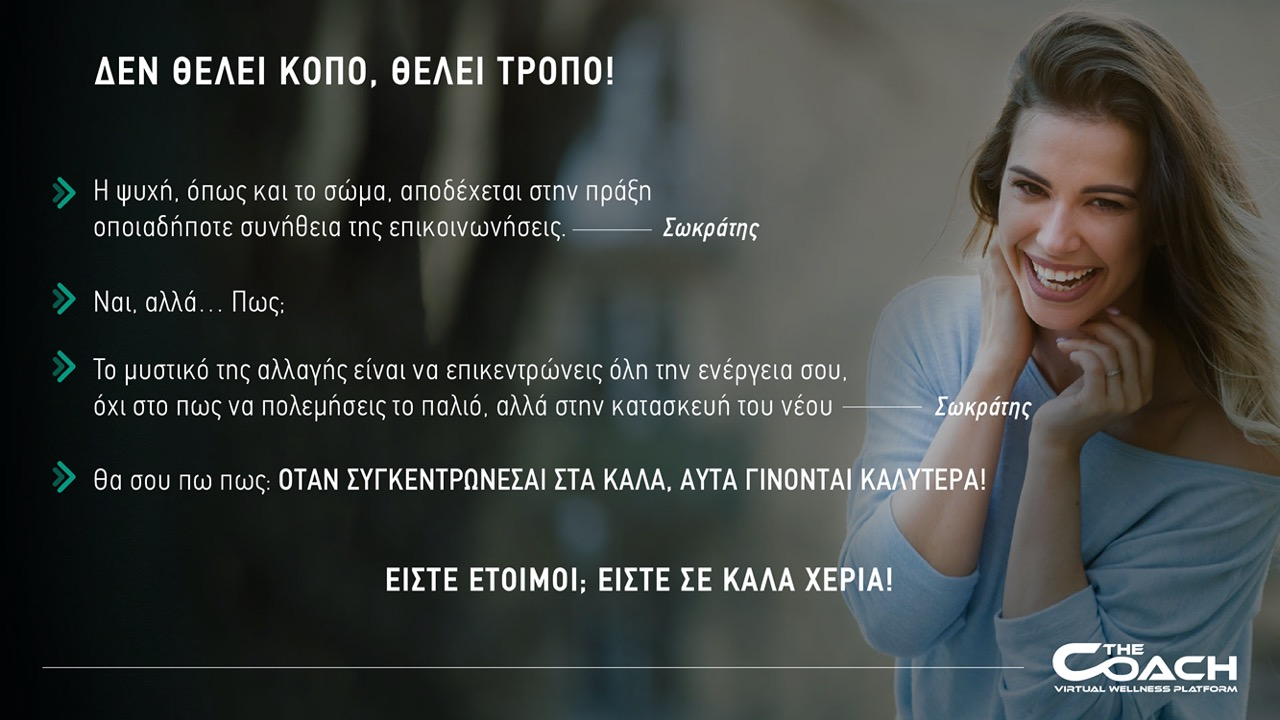 ΔΕΝ ΘΕΛΕΙ ΚΟΠΟ, ΘΕΛΕΙ ΤΡΟΠΟ!
Η ψυχή, όπως και το σώμα, αποδέχεται στην πράξη
οποιαδήποτε συνήθεια της επικοινωνήσεις. Σωκράτης
Ναι, αλλά... Πως;
Το μυστικό της αλλαγής είναι να επικεντρώνεις όλη την ενέργεια σου,
όχι στο πως να πολεμήσεις το παλιό, αλλά στην κατασκευή του νέου Σωκράτης
Θα σου πω πως: ΟΤΑΝ ΣΥΓΚΕΝΤΡΩΝΕΣΑΙ ΣΤΑ ΚΑΛΑ, ΑΥΤΑ ΓΙΝΟΝΤΑΙ ΚΑΛΥΤΕΡΑ!
ΕΙΣΤΕ ΕΤΟΙΜΟΙ; ΕΙΣΤΕ ΣΕ ΚΑΛΑ ΧΕΡΙΑ!
THE
COACH
VIRTUAL WELLNESS PLATFORM